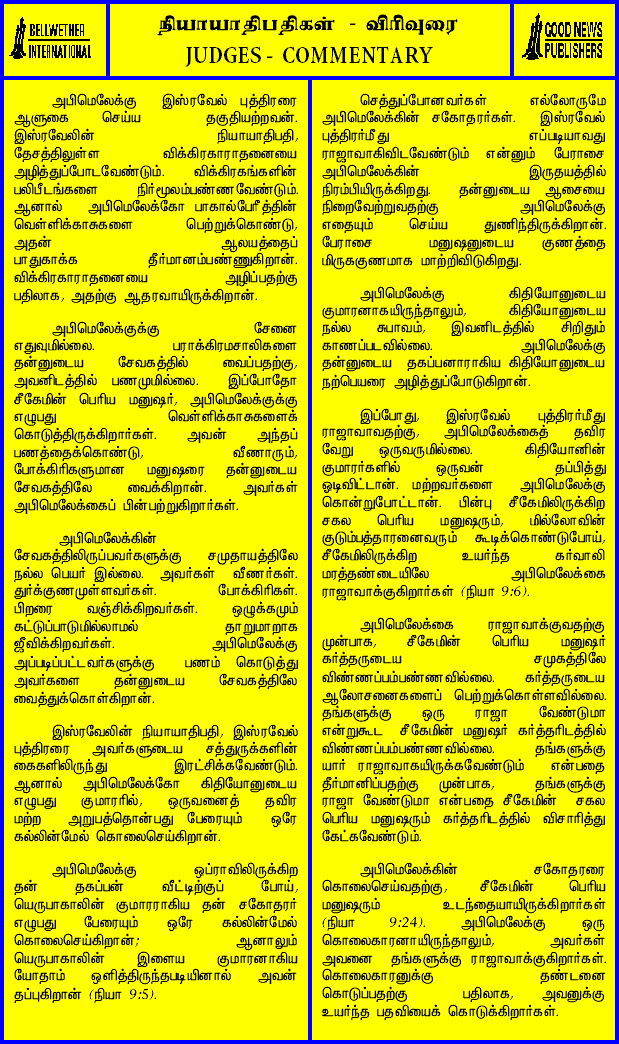 BELLWETHER
INTERNATIONAL
நியாயாதிபதிகள் - விரிவுரை
JUDGES - COMMENTARY
GOOD NEWS
PUBLISHERS
அபிமெலேக்கு இஸ்ரவேல் புத்திரரை
ஆளுகை செய்ய தகுதியற்றவன்.
இஸ்ரவேலின் நியாயாதிபதி,
தேசத்திலுள்ள விக்கிரகாராதனையை
அழித்துப்போடவேண்டும். விக்கிரகங்களின்
பலிபீடங்களை நிர்மூலம்பண்ணவேண்டும்.
ஆனால் அபிமெலேக்கோ பாகால்பேரீத்தின்
வெள்ளிக்காசுகளை பெற்றுக்கொண்டு,
அதன் ஆலயத்தைப்
பாதுகாக்க தீர்மானம்பண்ணுகிறான்.
விக்கிரகாராதனையை அழிப்பதற்கு
பதிலாக, அதற்கு ஆதரவாயிருக்கிறான்.
அபிமெலேக்குக்கு சேனை
எதுவுமில்லை. பராக்கிரமசாலிகளை
தன்னுடைய சேவகத்தில் வைப்பதற்கு,
அவனிடத்தில் பணமுமில்லை. இப்போதோ
சீகேமின் பெரிய மனுஷர், அபிமெலேக்குக்கு
எழுபது வெள்ளிக்காசுகளைக்
கொடுத்திருக்கிறார்கள். அவன் அந்தப்
பணத்தைக்கொண்டு, வீணாரும்,
போக்கிரிகளுமான மனுஷரை தன்னுடைய
சேவகத்திலே வைக்கிறான். அவர்கள்
அபிமெலேக்கைப் பின்பற்றுகிறார்கள்.
அபிமெலேக்கின்
சேவகத்திலிருப்பவர்களுக்கு சமுதாயத்திலே
நல்ல பெயர் இல்லை. அவர்கள் வீணர்கள்.
துர்க்குணமுள்ளவர்கள். போக்கிரிகள்.
பிறரை வஞ்சிக்கிறவர்கள். ஒழுக்கமும்
கட்டுப்பாடுமில்லாமல் தாறுமாறாக
ஜீவிக்கிறவர்கள். அபிமெலேக்கு
அப்படிப்பட்டவர்களுக்கு பணம் கொடுத்து
அவர்களை தன்னுடைய சேவகத்திலே
வைத்துக்கொள்கிறான்.
இஸ்ரவேலின் நியாயாதிபதி, இஸ்ரவேல்
புத்திரரை அவர்களுடைய சத்துருக்களின்
கைகளிலிருந்து இரட்சிக்கவேண்டும்.
ஆனால் அபிமெலேக்கோ கிதியோனுடைய
எழுபது குமாரரில், ஒருவனைத் தவிர
மற்ற அறுபத்தொன்பது பேரையும் ஒரே
கல்லின்மேல் கொலைசெய்கிறான்.
அபிமெலேக்கு ஒப்ராவிலிருக்கிற
தன் தகப்பன் வீட்டிற்குப் போய்,
யெருபாகாலின் குமாரராகிய தன் சகோதரர்
எழுபது பேரையும் ஒரே கல்லின்மேல்
கொலைசெய்கிறான்; ஆனாலும்
யெருபாகாலின் இளைய குமாரனாகிய
யோதாம் ஒளித்திருந்தபடியினால் அவன்
தப்புகிறான் (நியா 9:5).
செத்துப்போனவர்கள் எல்லோருமே
அபிமெலேக்கின் சகோதரர்கள். இஸ்ரவேல்
புத்திரர்மீது எப்படியாவது
ராஜாவாகிவிடவேண்டும் என்னும் பேராசை
அபிமெலேக்கின் இருதயத்தில்
நிரம்பியிருக்கிறது. தன்னுடைய ஆசையை
நிறைவேற்றுவதற்கு அபிமெலேக்கு
எதையும் செய்ய துணிந்திருக்கிறான்.
பேராசை மனுஷனுடைய குணத்தை
மிருககுணமாக மாற்றிவிடுகிறது.
அபிமெலேக்கு கிதியோனுடைய
குமாரனாகயிருந்தாலும், கிதியோனுடைய
நல்ல சுபாவம், இவனிடத்தில் சிறிதும்
காணப்படவில்லை. அபிமெலேக்கு
தன்னுடைய தகப்பனாராகிய கிதியோனுடைய
நற்பெயரை அழித்துப்போடுகிறான்.
இப்போது, இஸ்ரவேல் புத்திரர்மீது
ராஜாவாவதற்கு, அபிமெலேக்கைத் தவிர
வேறு ஒருவருமில்லை. கிதியோனின்
குமாரர்களில் ஒருவன் தப்பித்து
ஓடிவிட்டான். மற்றவர்களை அபிமெலேக்கு
கொன்றுபோட்டான். பின்பு சீகேமிலிருக்கிற
சகல பெரிய மனுஷரும், மில்லோவின்
குடும்பத்தாரனைவரும் கூடிக்கொண்டுபோய்,
சீகேமிலிருக்கிற உயர்ந்த கர்வாலி
மரத்தண்டையிலே அபிமெலேக்கை
ராஜாவாக்குகிறார்கள் (நியா 9:6).
அபிமெலேக்கை ராஜாவாக்குவதற்கு
முன்பாக, சீகேமின் பெரிய மனுஷர்
கர்த்தருடைய சமுகத்திலே
விண்ணப்பம்பண்ணவில்லை. கர்த்தருடைய
ஆலோசனைகளைப் பெற்றுக்கொள்ளவில்லை.
தங்களுக்கு ஒரு ராஜா வேண்டுமா
என்றுகூட சீகேமின் மனுஷர் கர்த்தரிடத்தில்
விண்ணப்பம்பண்ணவில்லை. தங்களுக்கு
யார் ராஜாவாகயிருக்கவேண்டும் என்பதை
தீர்மானிப்பதற்கு முன்பாக, தங்களுக்கு
ராஜா வேண்டுமா என்பதை சீகேமின் சகல
பெரிய மனுஷரும் கர்த்தரிடத்தில் விசாரித்து
கேட்கவேண்டும்.
அபிமெலேக்கின் சகோதரரை
கொலைசெய்வதற்கு, சீகேமின் பெரிய
மனுஷரும் உடந்தையாயிருக்கிறார்கள்
(நியா 9:24). அபிமெலேக்கு ஒரு
கொலைகாரனாயிருந்தாலும், அவர்கள்
அவனை தங்களுக்கு ராஜாவாக்குகிறார்கள்.
கொலைகாரனுக்கு தண்டனை
கொடுப்பதற்கு பதிலாக, அவனுக்கு
உயர்ந்த பதவியைக் கொடுக்கிறார்கள்.